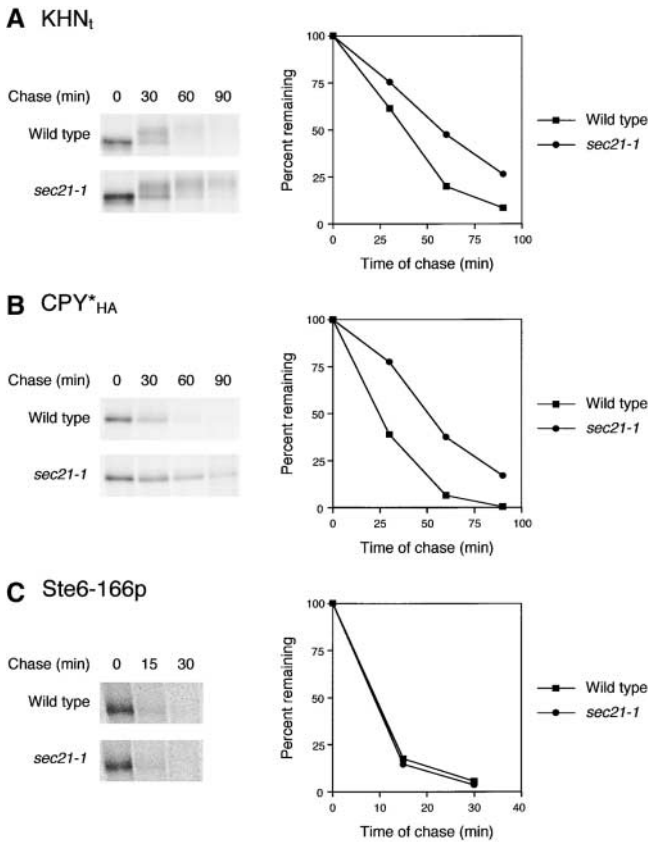 A KHNt
Chase (min) 0 30 60 90
Wild type
sec21-1
Percent remaining
100
75
50
25
0
0 25 50 75 100
Time of chase (min)
Wild type
sec21-1
B CPY*HA
Chase (min) 0 30 60 90
Wild type
sec21-1
Percent remaining
100
75
50
25
0
0 25 50 75 100
Time of chase (min)
Wild type
sec21-1
C Ste6-166p
Chase (min) 0 15 30
Wild type
sec21-1
Percent remaining
100
75
50
25
0
0 10 20 30 40
Time of chase (min)
Wild type
sec21-1